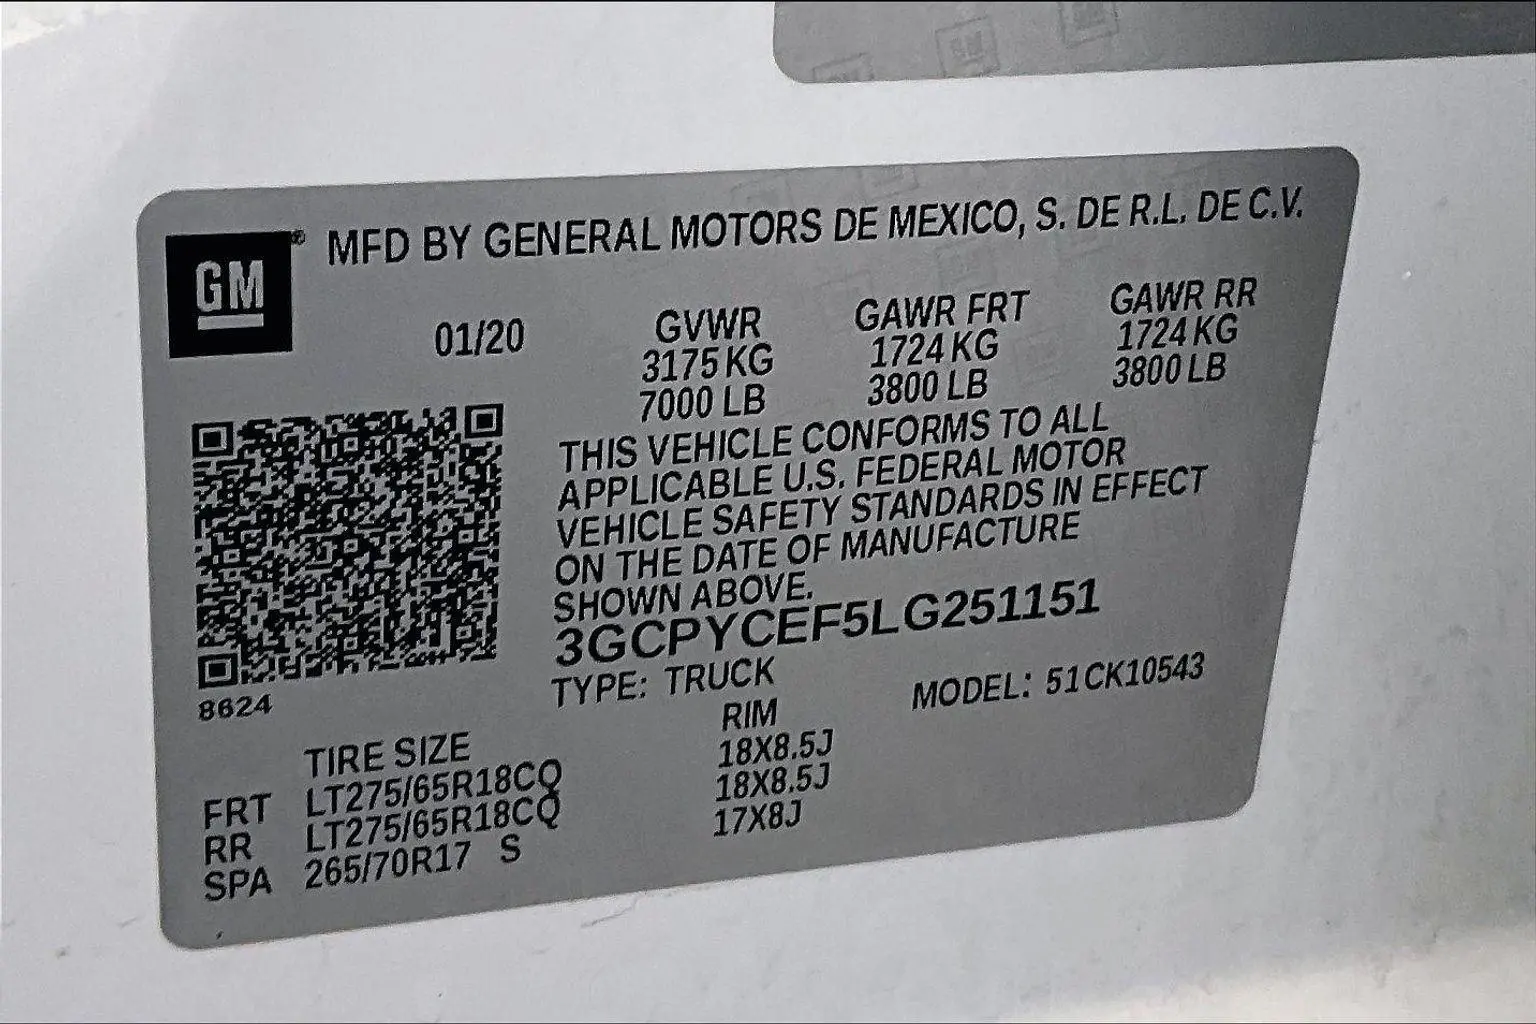 GM® MFD BY GENERAL MOTORS DE MEXICO, S. DE R.L. DE C.V.
01/20 GVWR GAWR FRT GAWR RR
3175 KG 1724 KG 1724 KG
7000 LB 3800 LB 3800 LB
THIS VEHICLE CONFORMS TO ALL
APPLICABLE U.S. FEDERAL MOTOR
VEHICLE SAFETY STANDARDS IN EFFECT
ON THE DATE OF MANUFACTURE
SHOWN ABOVE.
3GCPYCEF5LG251151
TYPE: TRUCK MODEL: 51CK10543
8624
TIRE SIZE RIM
FRT LT275/65R18CQ 18X8.5J
RR LT275/65R18CQ 18X8.5J
SPA 265/70R17 S 17X8J